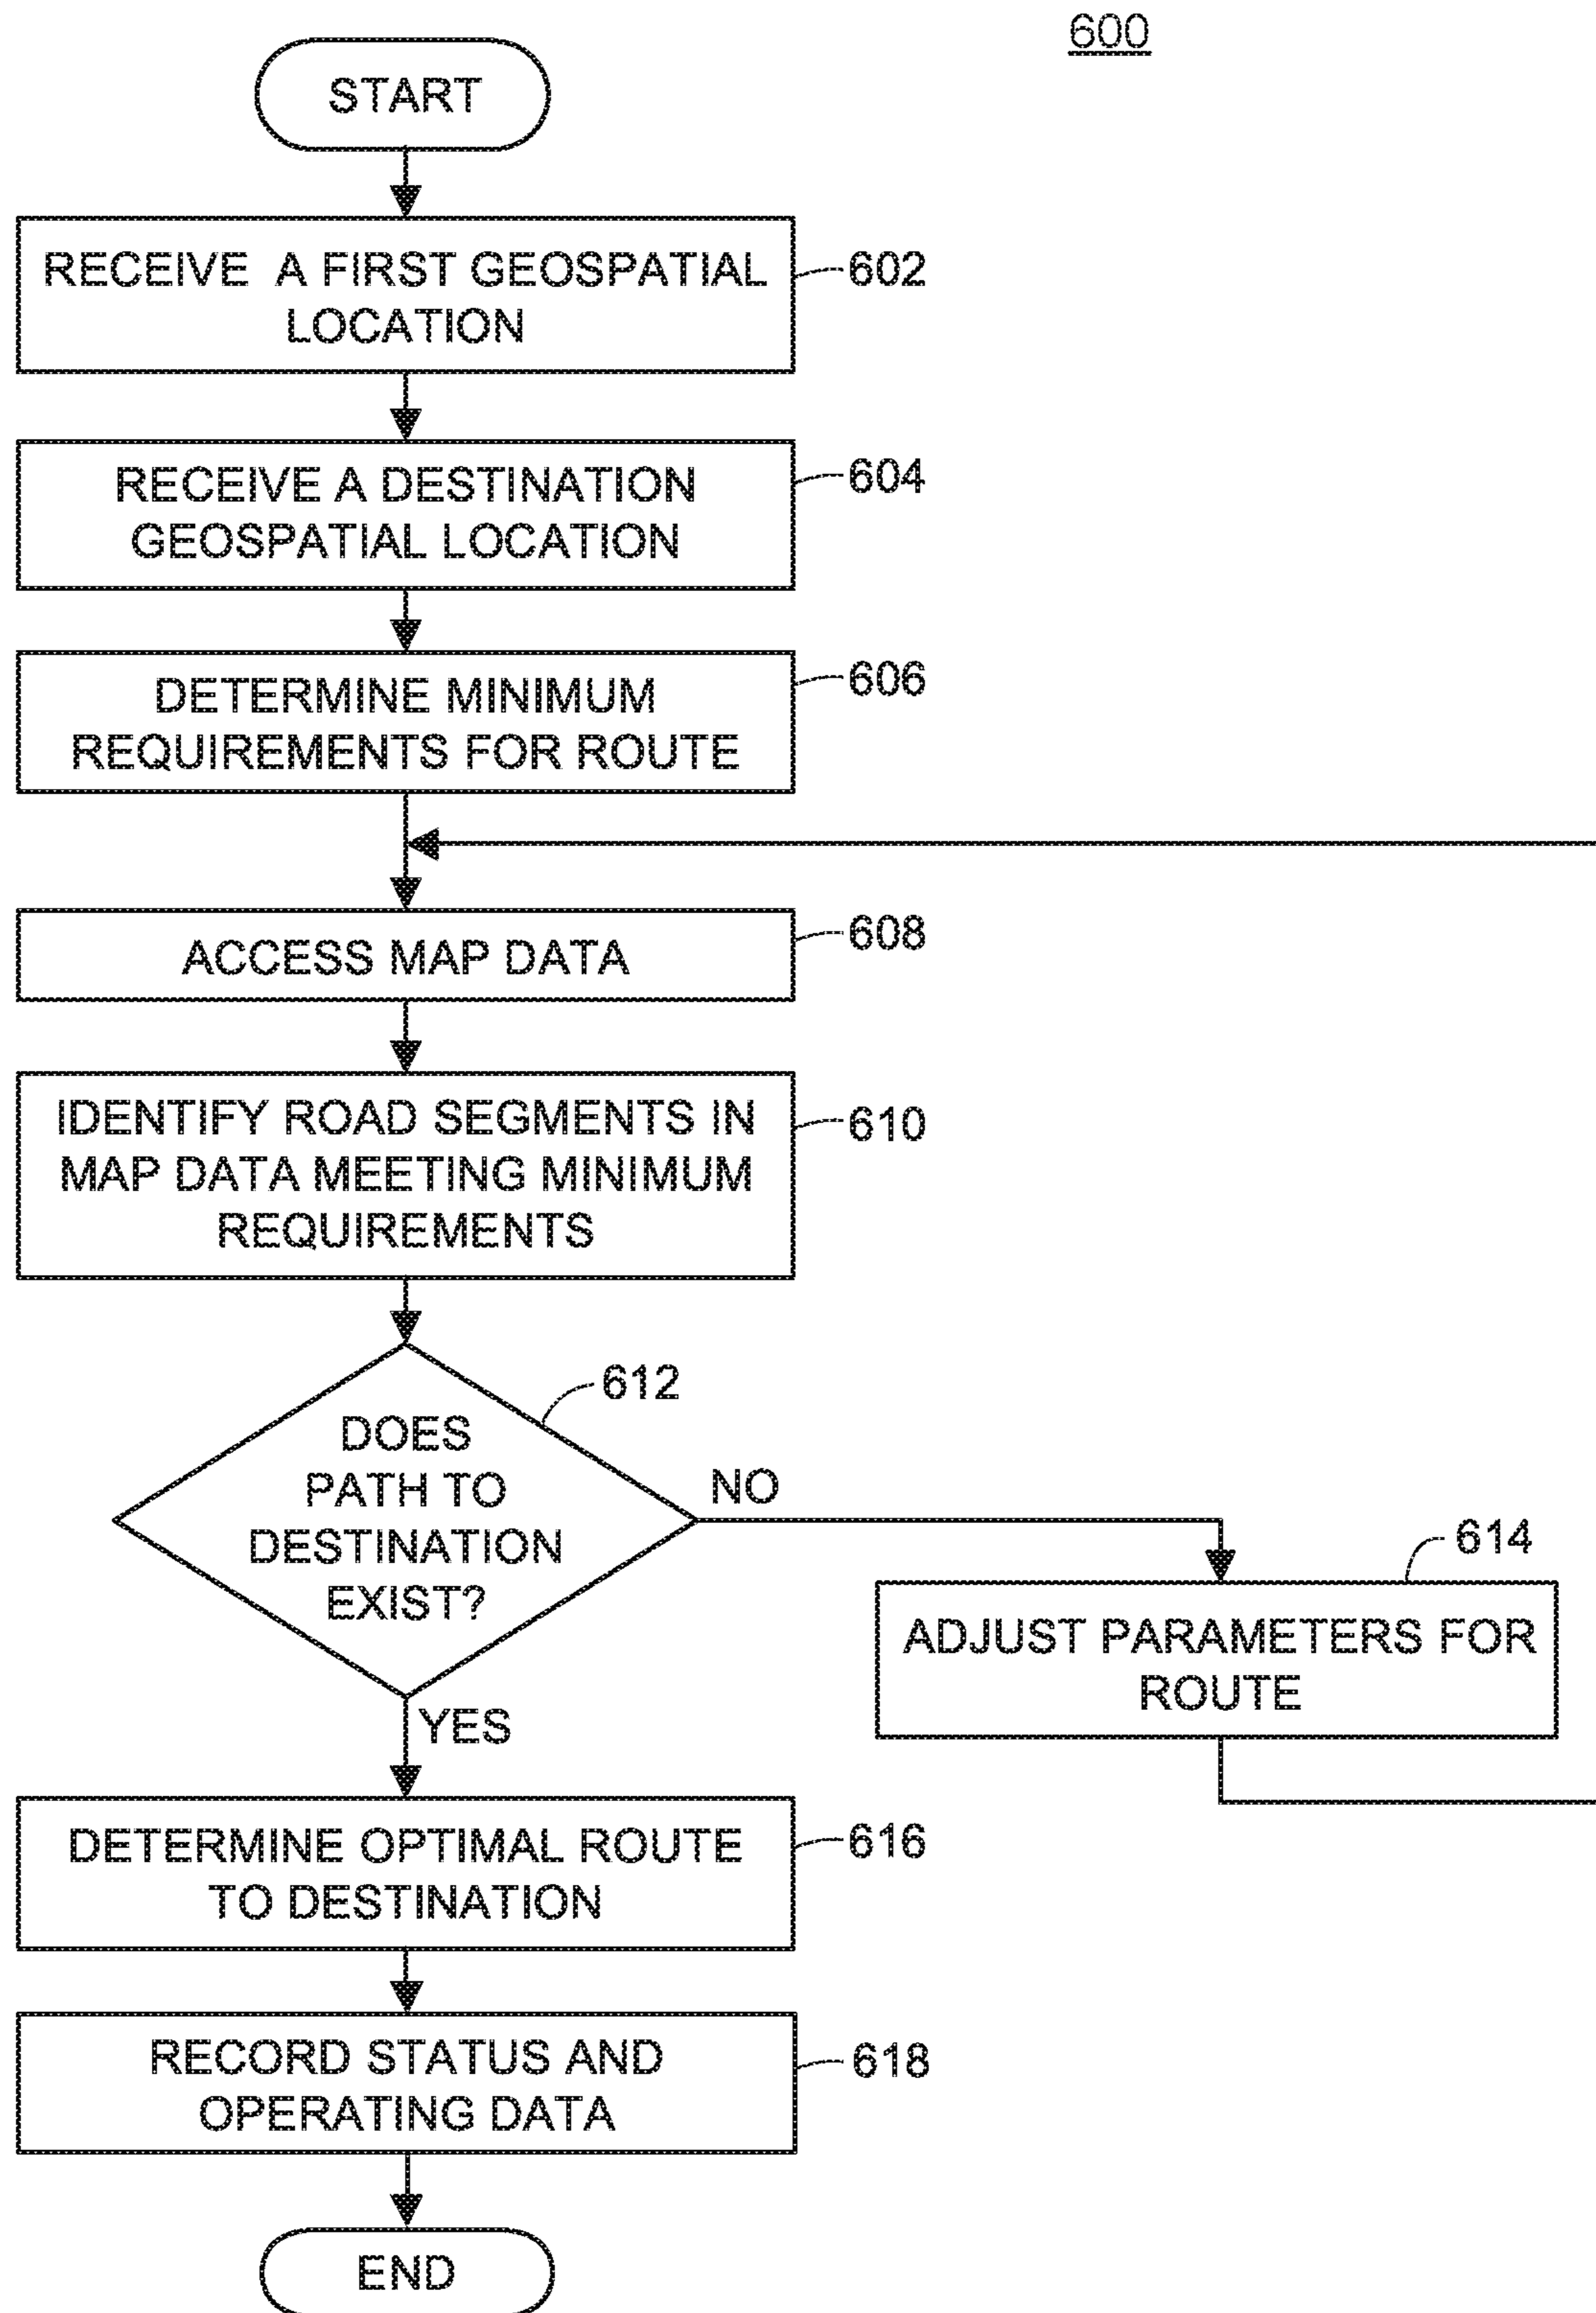 600
START
RECEIVE A FIRST GEOSPATIAL
LOCATION
602
RECEIVE A DESTINATION
GEOSPATIAL LOCATION
604
DETERMINE MINIMUM
REQUIREMENTS FOR ROUTE
606
ACCESS MAP DATA
608
IDENTIFY ROAD SEGMENTS IN
MAP DATA MEETING MINIMUM
REQUIREMENTS
610
DOES
PATH TO
DESTINATION
EXIST?
612
NO
614
ADJUST PARAMETERS FOR
ROUTE
YES
DETERMINE OPTIMAL ROUTE
TO DESTINATION
616
RECORD STATUS AND
OPERATING DATA
618
END